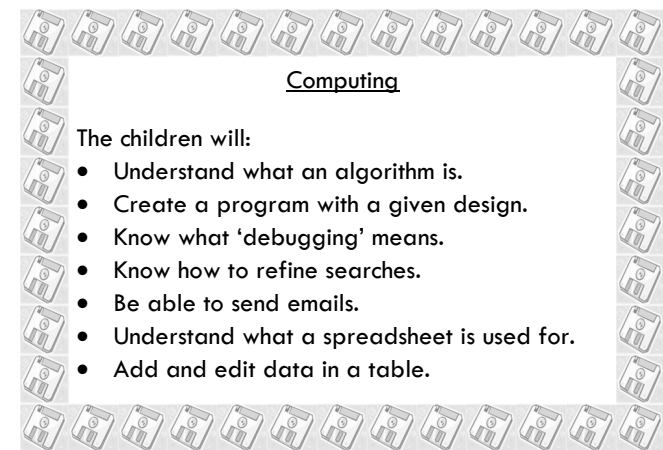 Computing
The children will:
• Understand what an algorithm is.
• Create a program with a given design.
• Know what ‘debugging’ means.
• Know how to refine searches.
• Be able to send emails.
• Understand what a spreadsheet is used for.
• Add and edit data in a table.